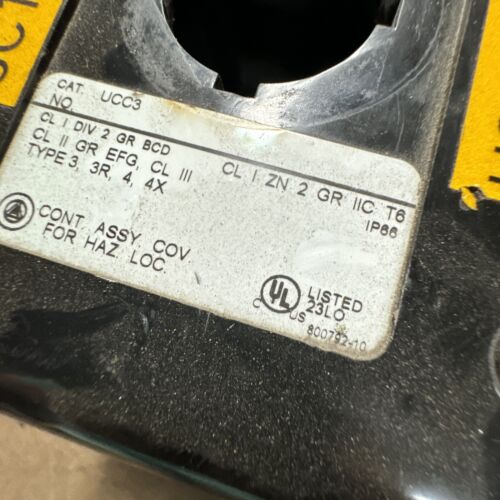 CAT. NO. UCC3
CL I DIV 2 GR BCD
CL II GR EFG, CL III
TYPE 3, 3R, 4, 4X
CL I ZN 2 GR IIC T6
IP66
CONT ASSY. COV
FOR HAZ. LOC.
C UL US
LISTED
23LO
800792-10